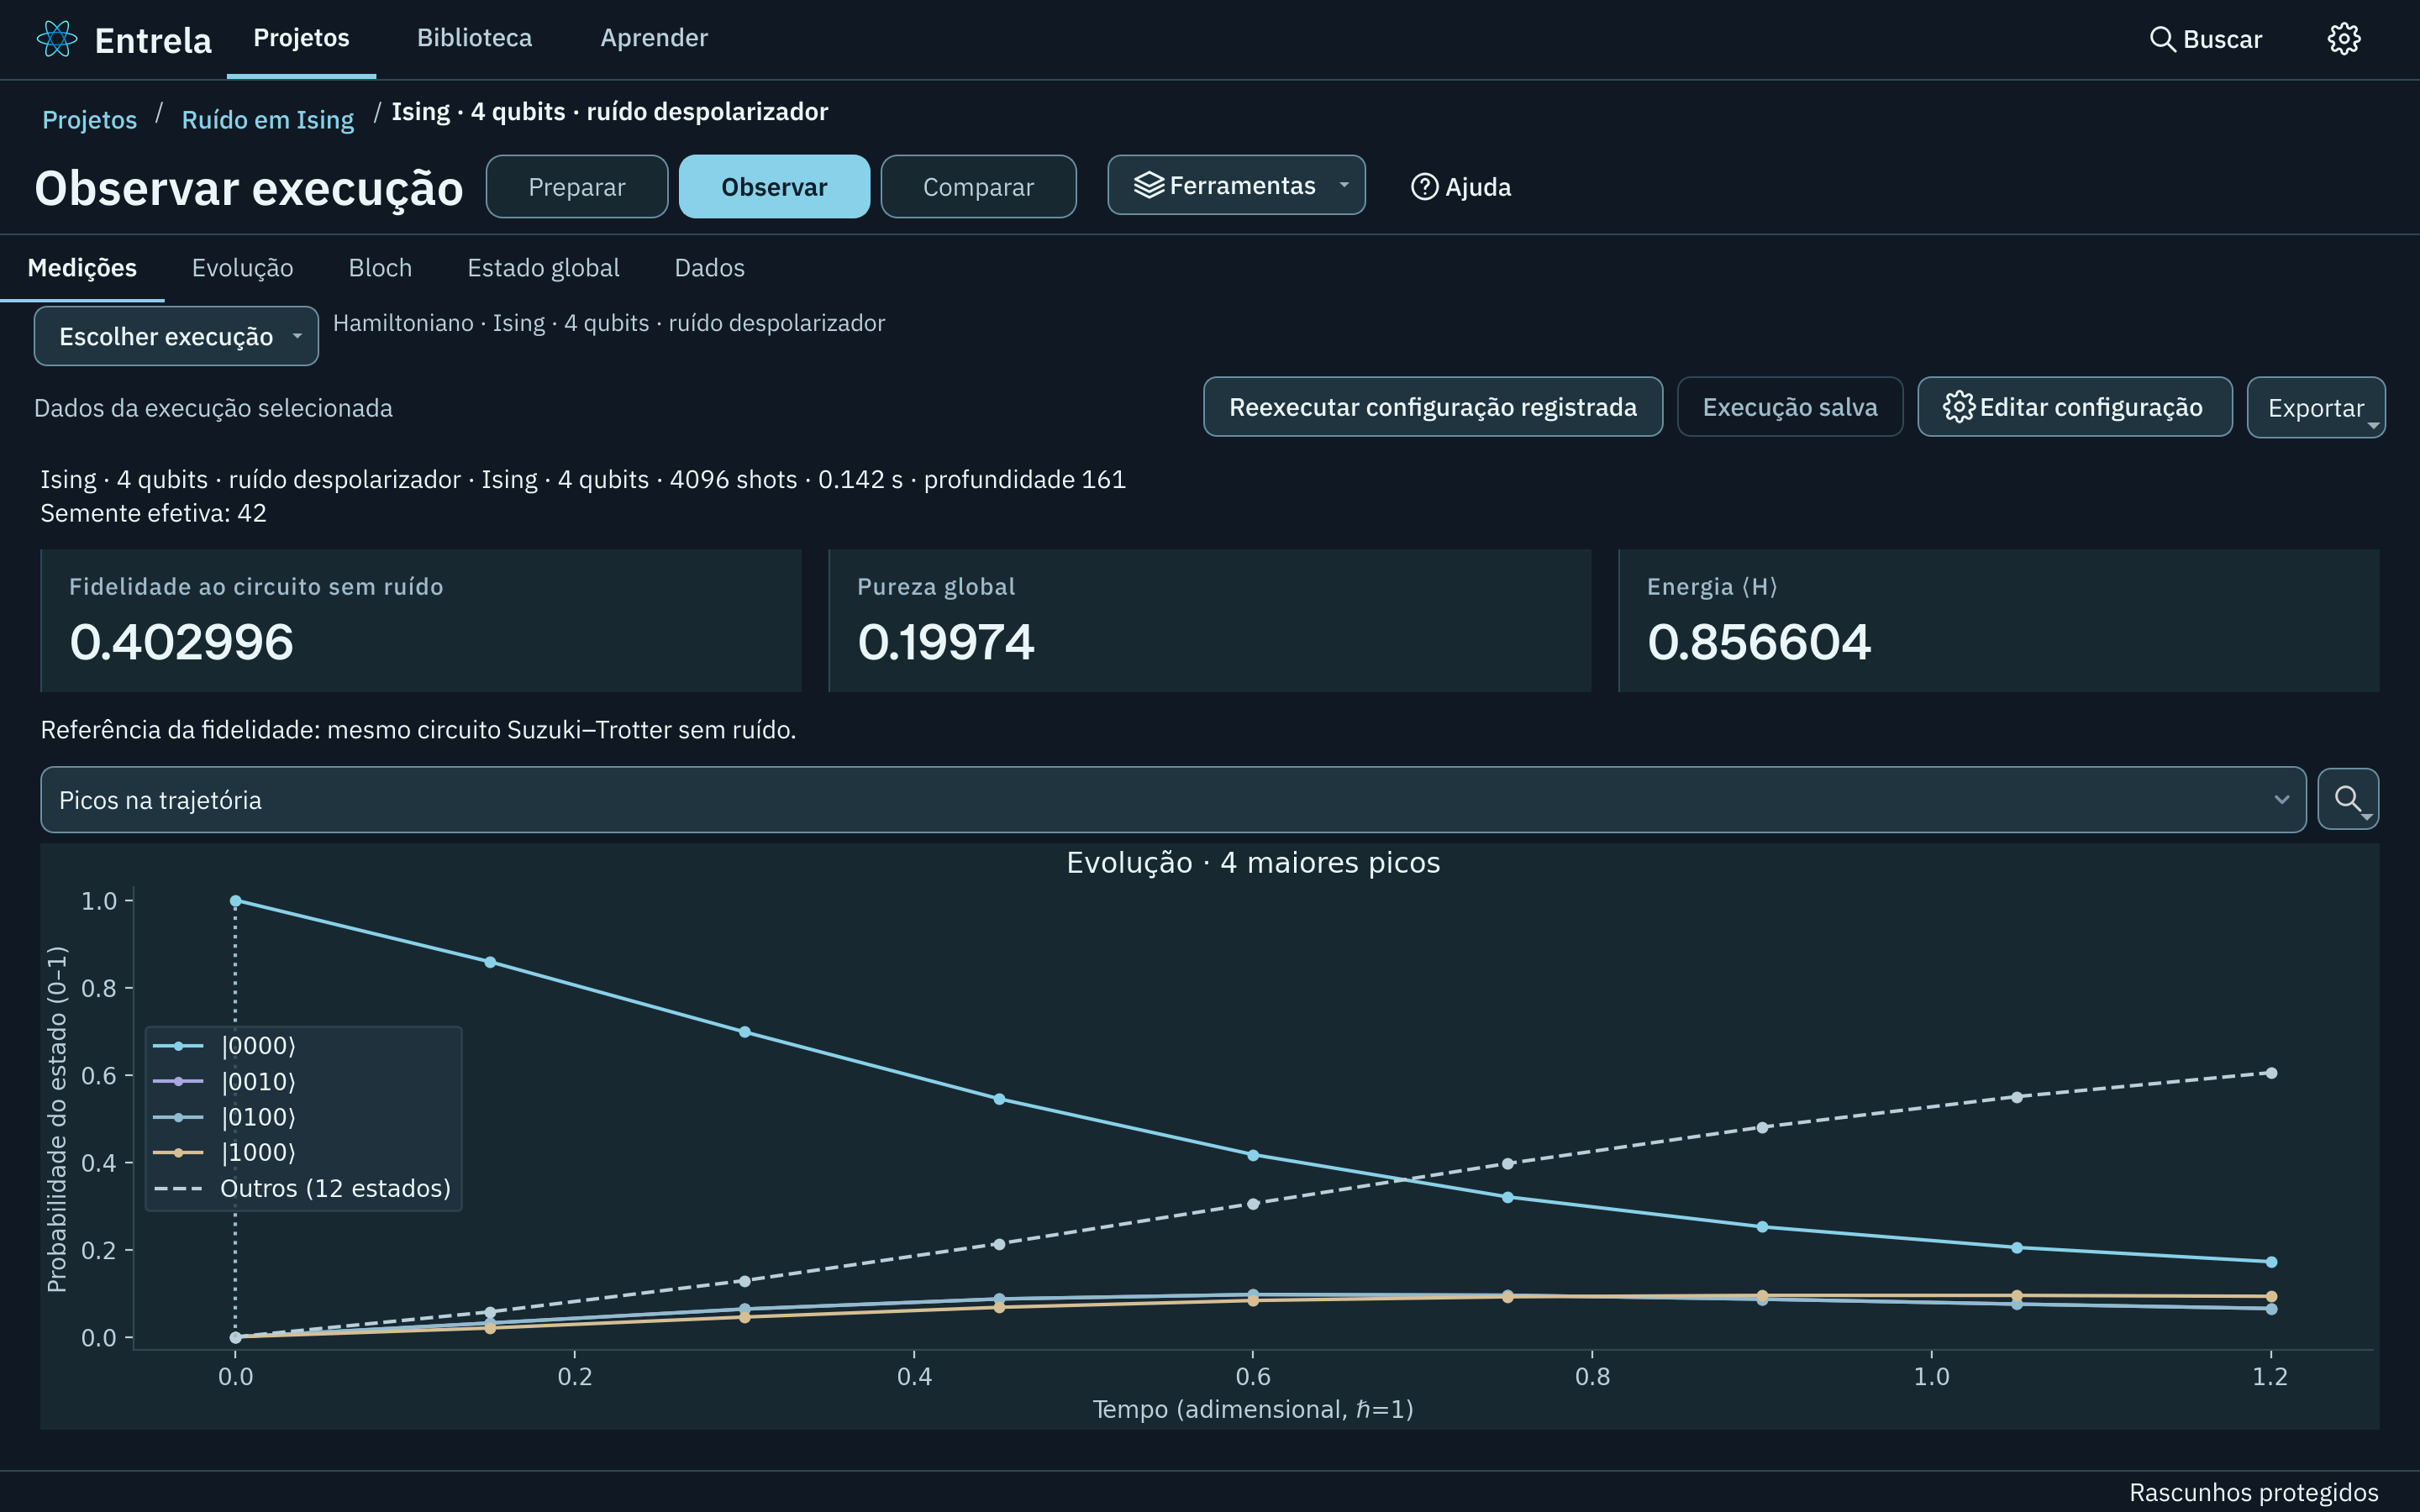 Entrela Projetos Biblioteca Aprender Buscar
Projetos / Ruído em Ising / Ising · 4 qubits · ruído despolarizador
Observar execução Preparar Observar Comparar Ferramentas Ajuda
Medições Evolução Bloch Estado global Dados
Escolher execução Hamiltoniano · Ising · 4 qubits · ruído despolarizador
Dados da execução selecionada Reexecutar configuração registrada Execução salva Editar configuração Exportar
Ising · 4 qubits · ruído despolarizador · Ising · 4 qubits · 4096 shots · 0.142 s · profundidade 161
Semente efetiva: 42
Fidelidade ao circuito sem ruído
0.402996
Pureza global
0.19974
Energia ⟨H⟩
0.856604
Referência da fidelidade: mesmo circuito Suzuki–Trotter sem ruído.
Picos na trajetória
Evolução · 4 maiores picos
Probabilidade do estado (0–1)
1.0
0.8
0.6
0.4
0.2
0.0
|0000⟩
|0010⟩
|0100⟩
|1000⟩
Outros (12 estados)
0.0 0.2 0.4 0.6 0.8 1.0 1.2
Tempo (adimensional, ℏ=1)
Rascunhos protegidos